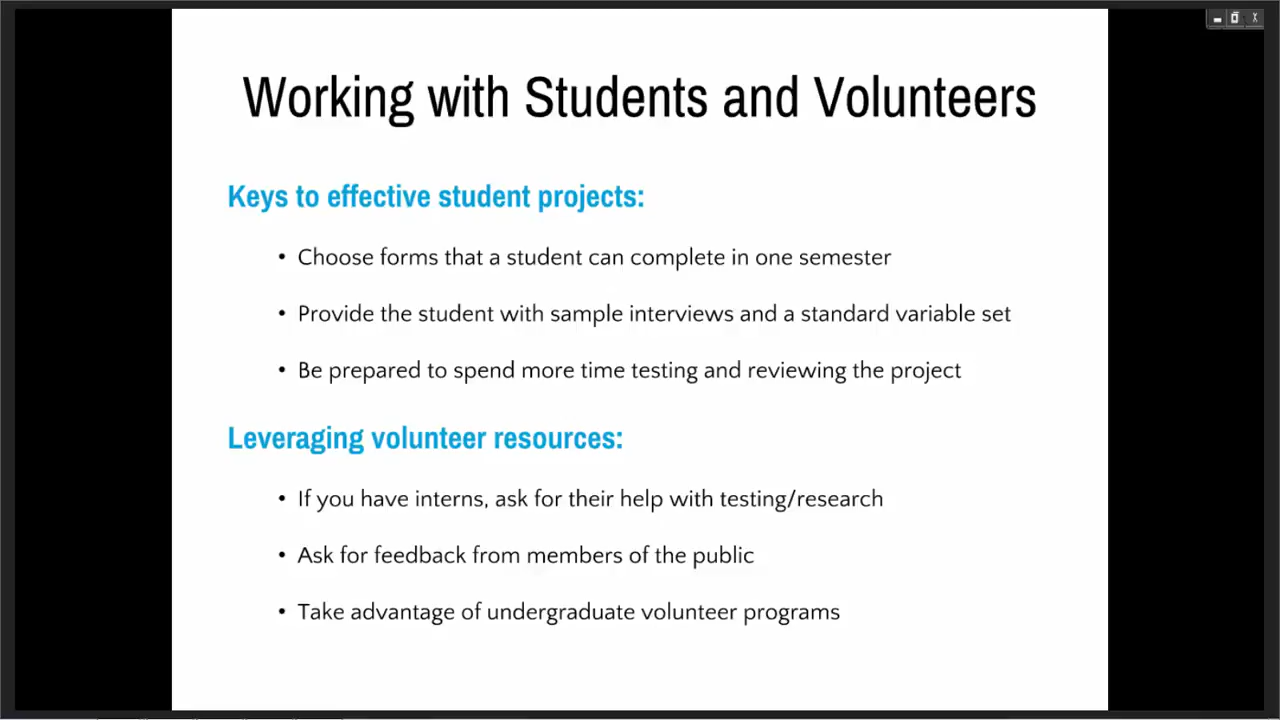 Working with Students and Volunteers
Keys to effective student projects:
• Choose forms that a student can complete in one semester
• Provide the student with sample interviews and a standard variable set
• Be prepared to spend more time testing and reviewing the project
Leveraging volunteer resources:
• If you have interns, ask for their help with testing/research
• Ask for feedback from members of the public
• Take advantage of undergraduate volunteer programs